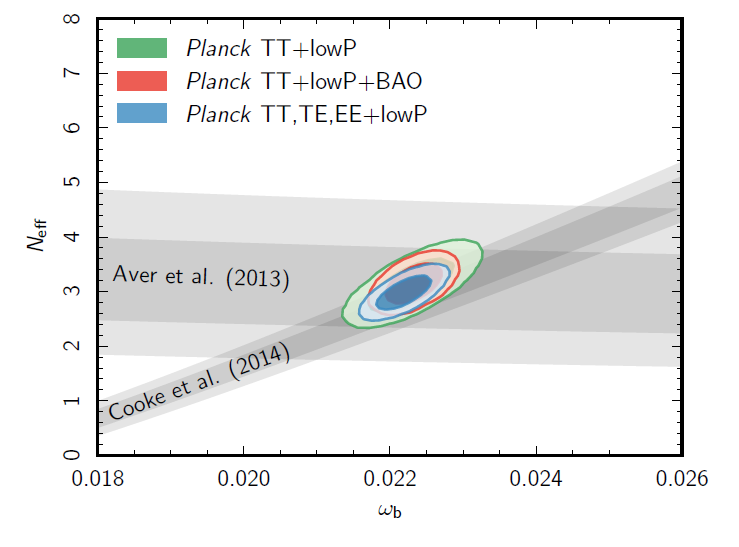 8
7
6
5
4
3
2
1
0
N_eff
Planck TT+lowP
Planck TT+lowP+BAO
Planck TT,TE,EE+lowP
Aver et al. (2013)
Cooke et al. (2014)
0.018 0.020 0.022 0.024 0.026
ω_b